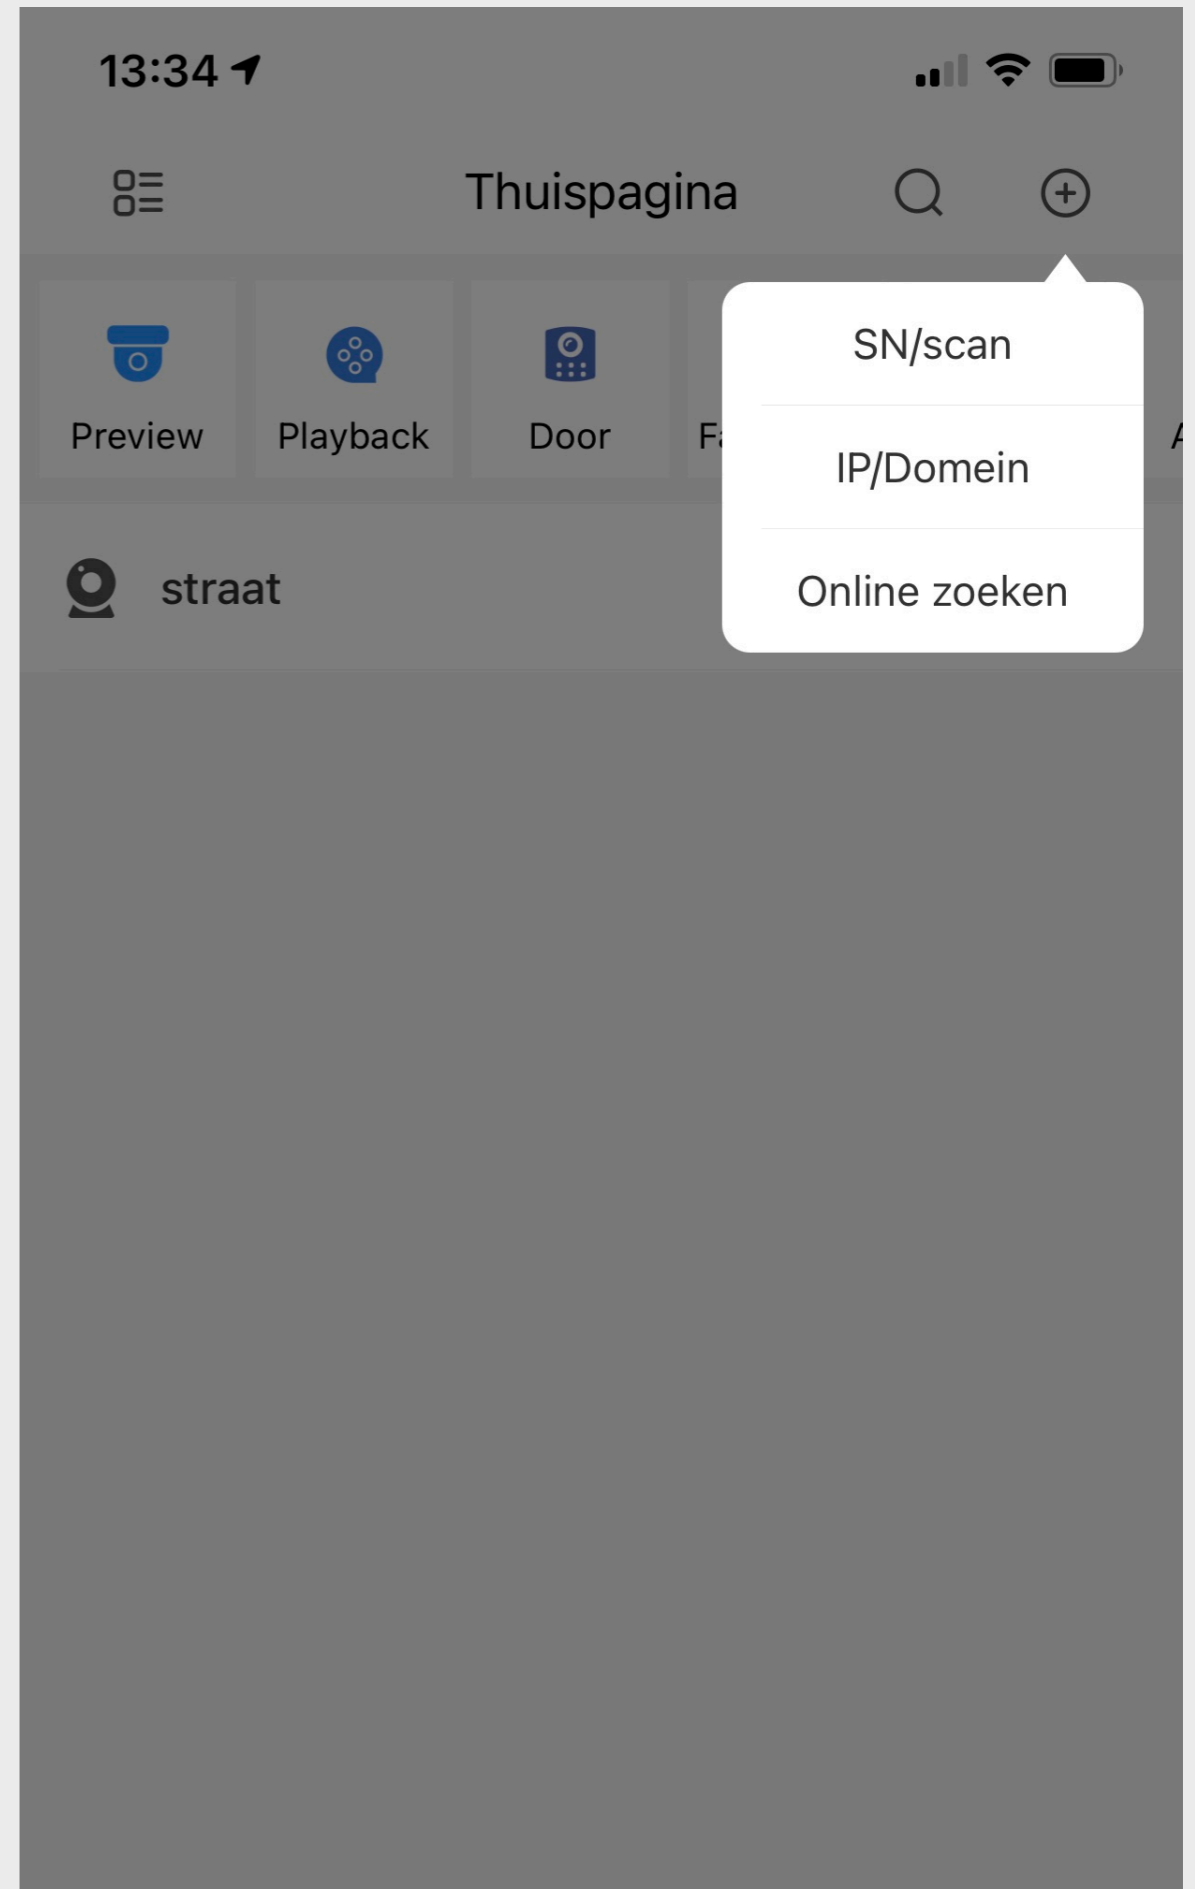 13:34
Thuispagina
SN/scan
IP/Domein
Online zoeken
Preview
Playback
Door
straat